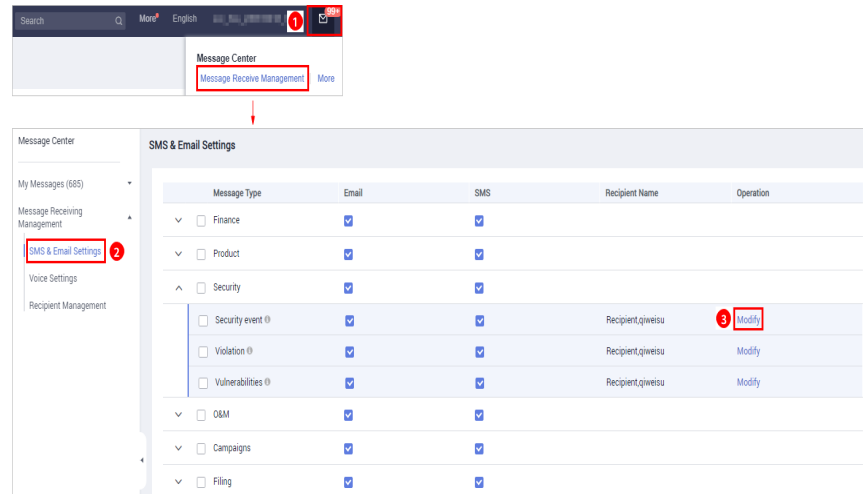 Search More English 1 99+
Message Center
Message Receive Management More
Message Center
SMS & Email Settings
My Messages (685)
Message Receiving
Management
SMS & Email Settings 2
Voice Settings
Recipient Management
Message Type Email SMS Recipient Name Operation
Finance
Product
Security
Security event Recipient,qiweisu 3 Modify
Violation Recipient,qiweisu Modify
Vulnerabilities Recipient,qiweisu Modify
O&M
Campaigns
Filing